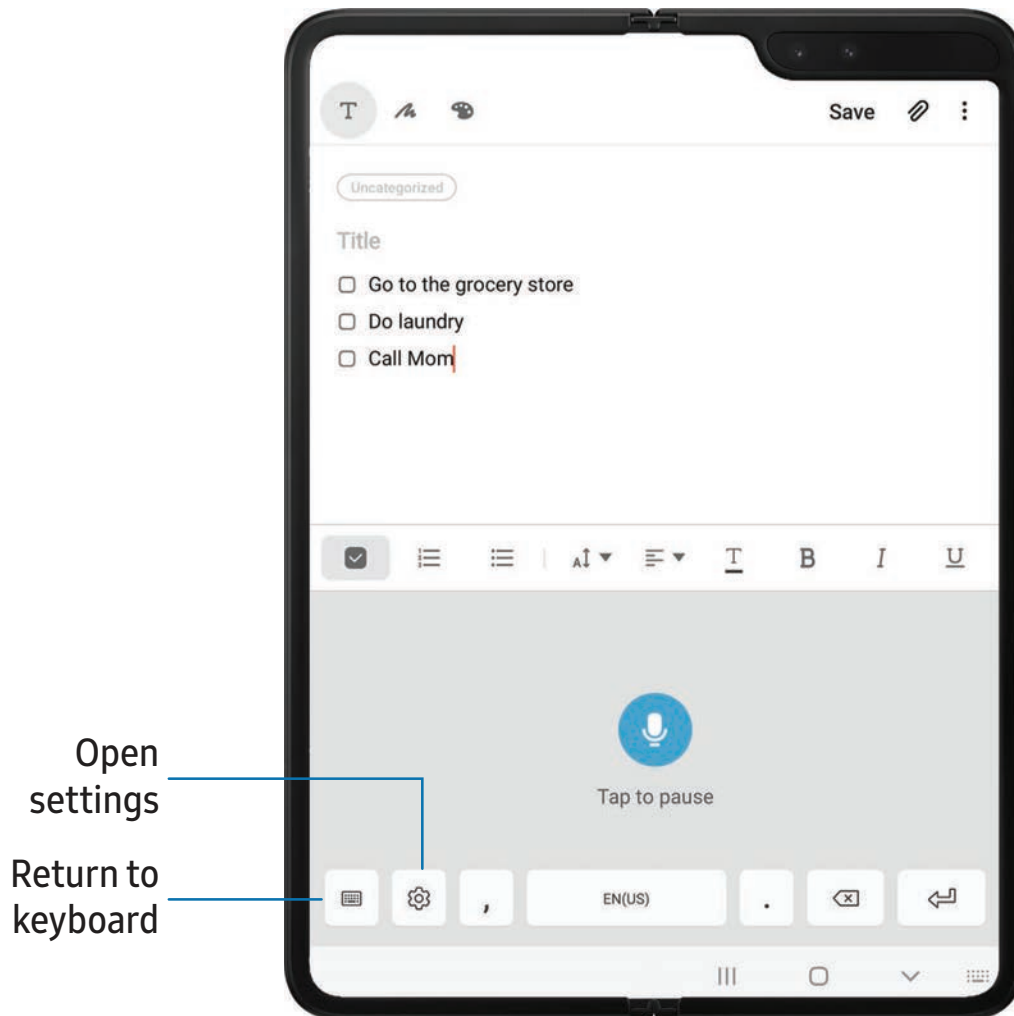 T
Save
Uncategorized
Title
Go to the grocery store
Do laundry
Call Mom
A T B I U
Tap to pause
Open
settings
Return to
keyboard
, EN(US) .